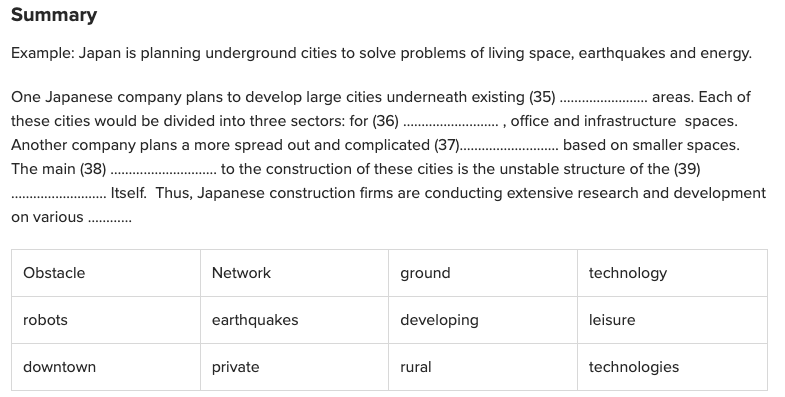 Summary
Example: Japan is planning underground cities to solve problems of living space, earthquakes and energy.
One Japanese company plans to develop large cities underneath existing (35) ........................ areas. Each of
these cities would be divided into three sectors: for (36) .......................... , office and infrastructure  spaces.
Another company plans a more spread out and complicated (37)........................... based on smaller spaces.
The main (38) ............................. to the construction of these cities is the unstable structure of the (39)
.......................... Itself.  Thus, Japanese construction firms are conducting extensive research and development
on various ............
Obstacle Network ground technology
robots earthquakes developing leisure
downtown private rural technologies